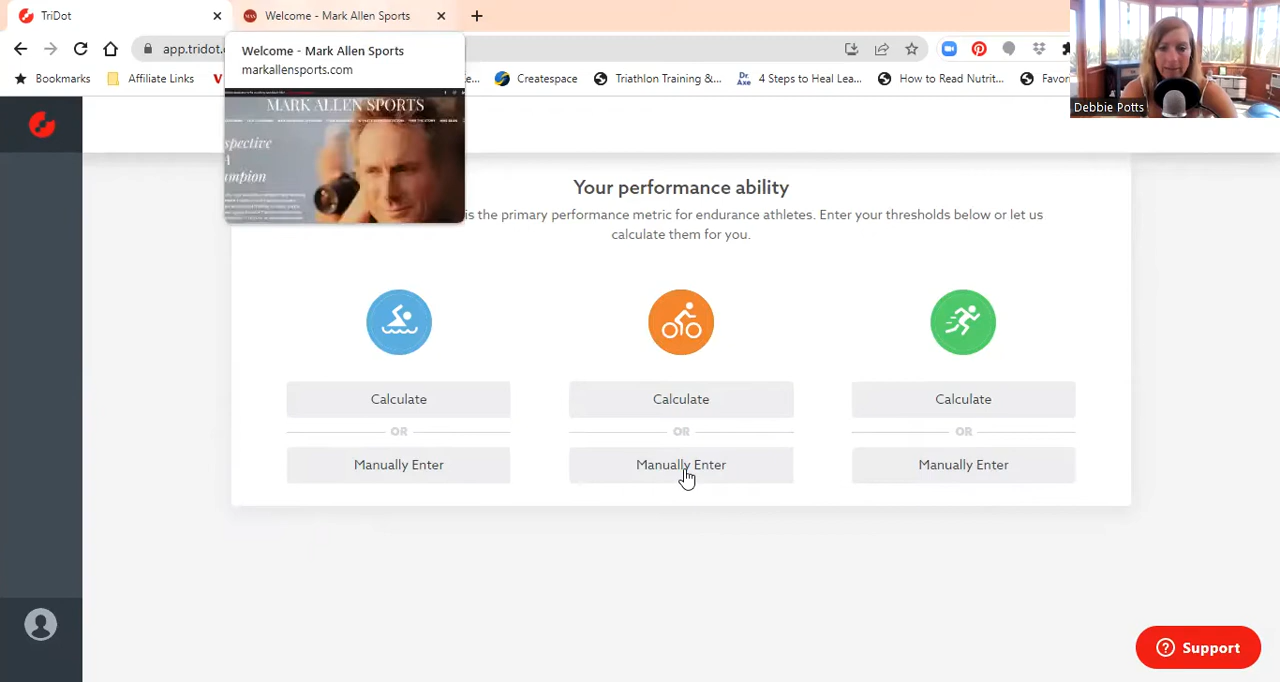 TriDot
Welcome - Mark Allen Sports
app.tridot.
Welcome - Mark Allen Sports
markallensports.com
Bookmarks
Affiliate Links
V
e...
Createspace
Triathlon Training &...
Dr. Axe
4 Steps to Heal Lea...
How to Read Nutrit...
Favor
Debbie Potts
MARK ALLEN SPORTS
spective
A
mpion
Your performance ability
is the primary performance metric for endurance athletes. Enter your thresholds below or let us
calculate them for you.
Calculate
Calculate
Calculate
OR
OR
OR
Manually Enter
Manually Enter
Manually Enter
Support